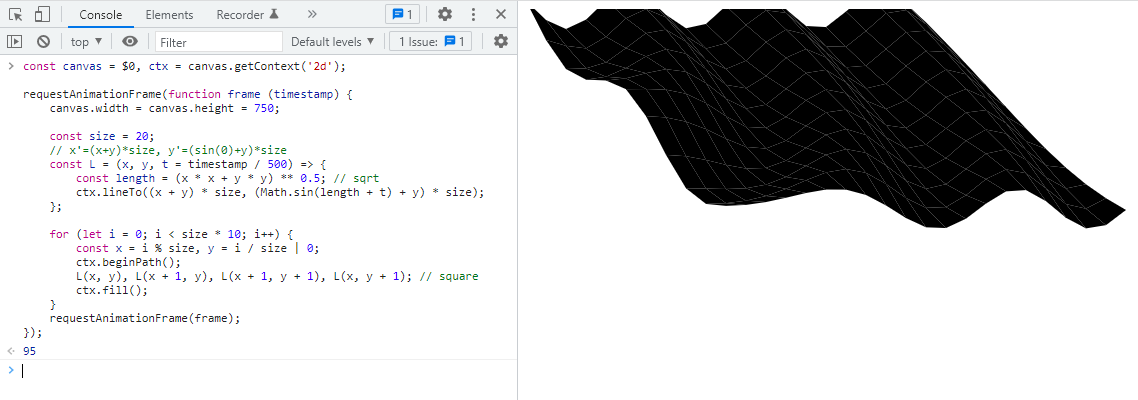 Console Elements Recorder » 1
top ▼ Filter Default levels ▼ 1 Issue: 1
> const canvas = $0, ctx = canvas.getContext('2d');
requestAnimationFrame(function frame (timestamp) {
canvas.width = canvas.height = 750;
const size = 20;
// x'=(x+y)*size, y'=(sin(0)+y)*size
const L = (x, y, t = timestamp / 500) => {
const length = (x * x + y * y) ** 0.5; // sqrt
ctx.lineTo((x + y) * size, (Math.sin(length + t) + y) * size);
};
for (let i = 0; i < size * 10; i++) {
const x = i % size, y = i / size | 0;
ctx.beginPath();
L(x, y), L(x + 1, y), L(x + 1, y + 1), L(x, y + 1); // square
ctx.fill();
}
requestAnimationFrame(frame);
});
95
>